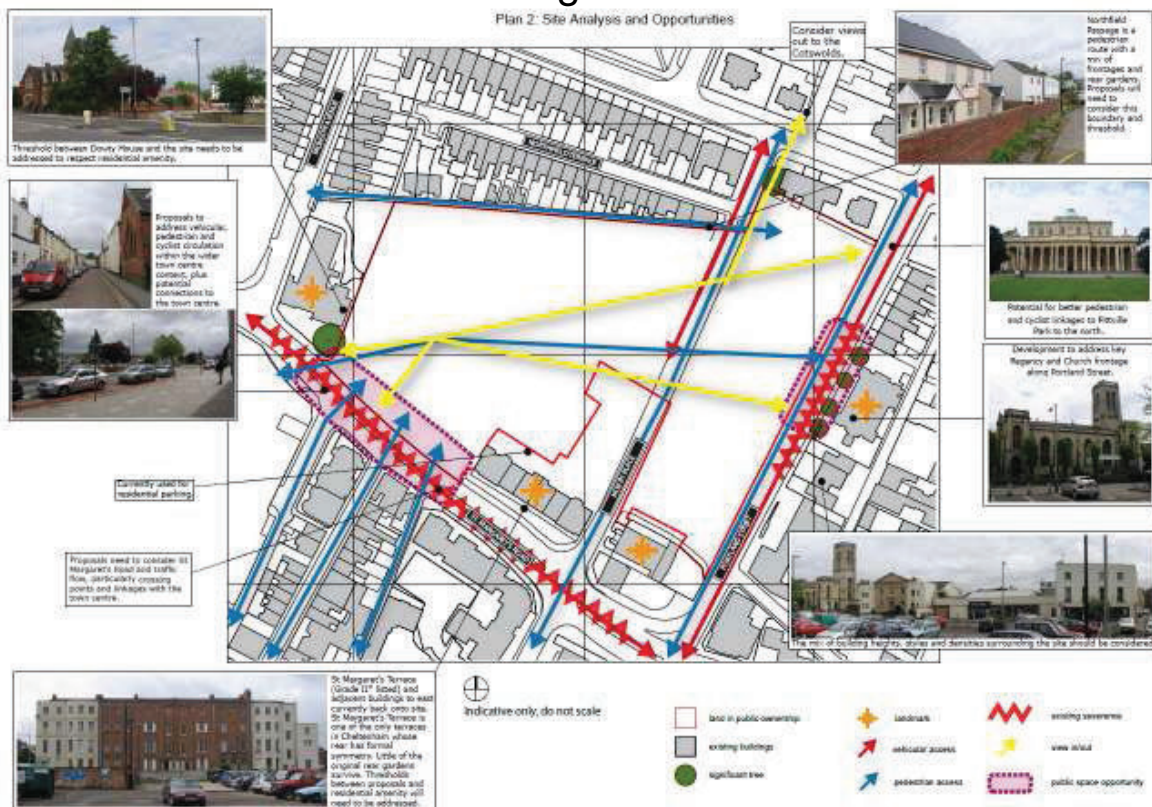 Plan 2: Site Analysis and Opportunities
Consider views
out to the
Cotswolds.
Northfield
Passage is a
pedestrian
route with a
mix of
frontages and
rear gardens.
Proposals will
need to
consider this
boundary and
threshold.
Threshold between Dowty House and the site needs to be
addressed to respect residential amenity.
Proposals to
address vehicular,
pedestrian and
cyclist circulation
within the wider
town centre
context, plus
potential
connections to
the town centre.
Potential for better pedestrian
and cyclist linkages to Pittville
Park to the north.
Development to address key
Regency and Church frontage
along Portland Street.
Currently used for
residential parking
Proposals need to consider St
Margaret's Road and traffic
flow, particularly crossing
points and linkages with the
town centre.
The mix of building heights, styles and densities surrounding the site should be considered
St Margaret's Terrace
(Grade II* listed) and
adjacent buildings to east
currently back onto site.
St Margaret's Terrace is
one of the only terraces
in Cheltenham whose
rear has formal
symmetry. Little of the
original rear gardens
survive. Thresholds
between proposals and
residential amenity will
need to be addressed.
Indicative only, do not scale
land in public ownership
existing buildings
significant tree
landmark
vehicular access
pedestrian access
existing severance
view in/out
public space opportunity